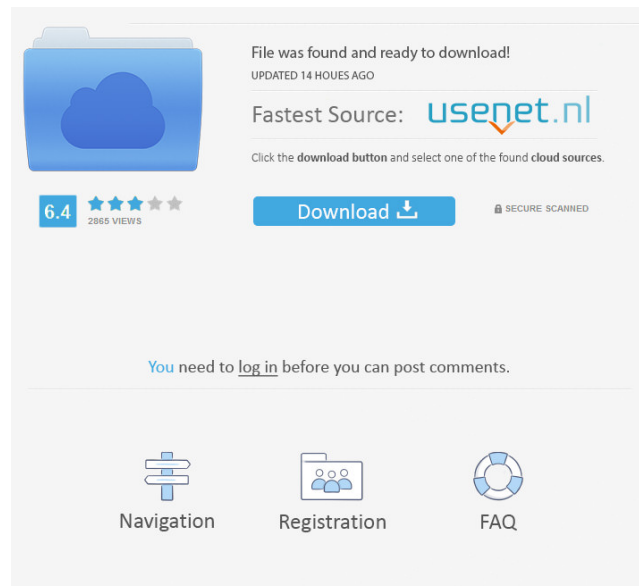 File was found and ready to download!
UPDATED 14 HOUES AGO
Fastest Source: usenet.nl
Click the download button and select one of the found cloud sources.
6.4
2865 VIEWS
Download
SECURE SCANNED
You need to log in before you can post comments.
Navigation
Registration
FAQ